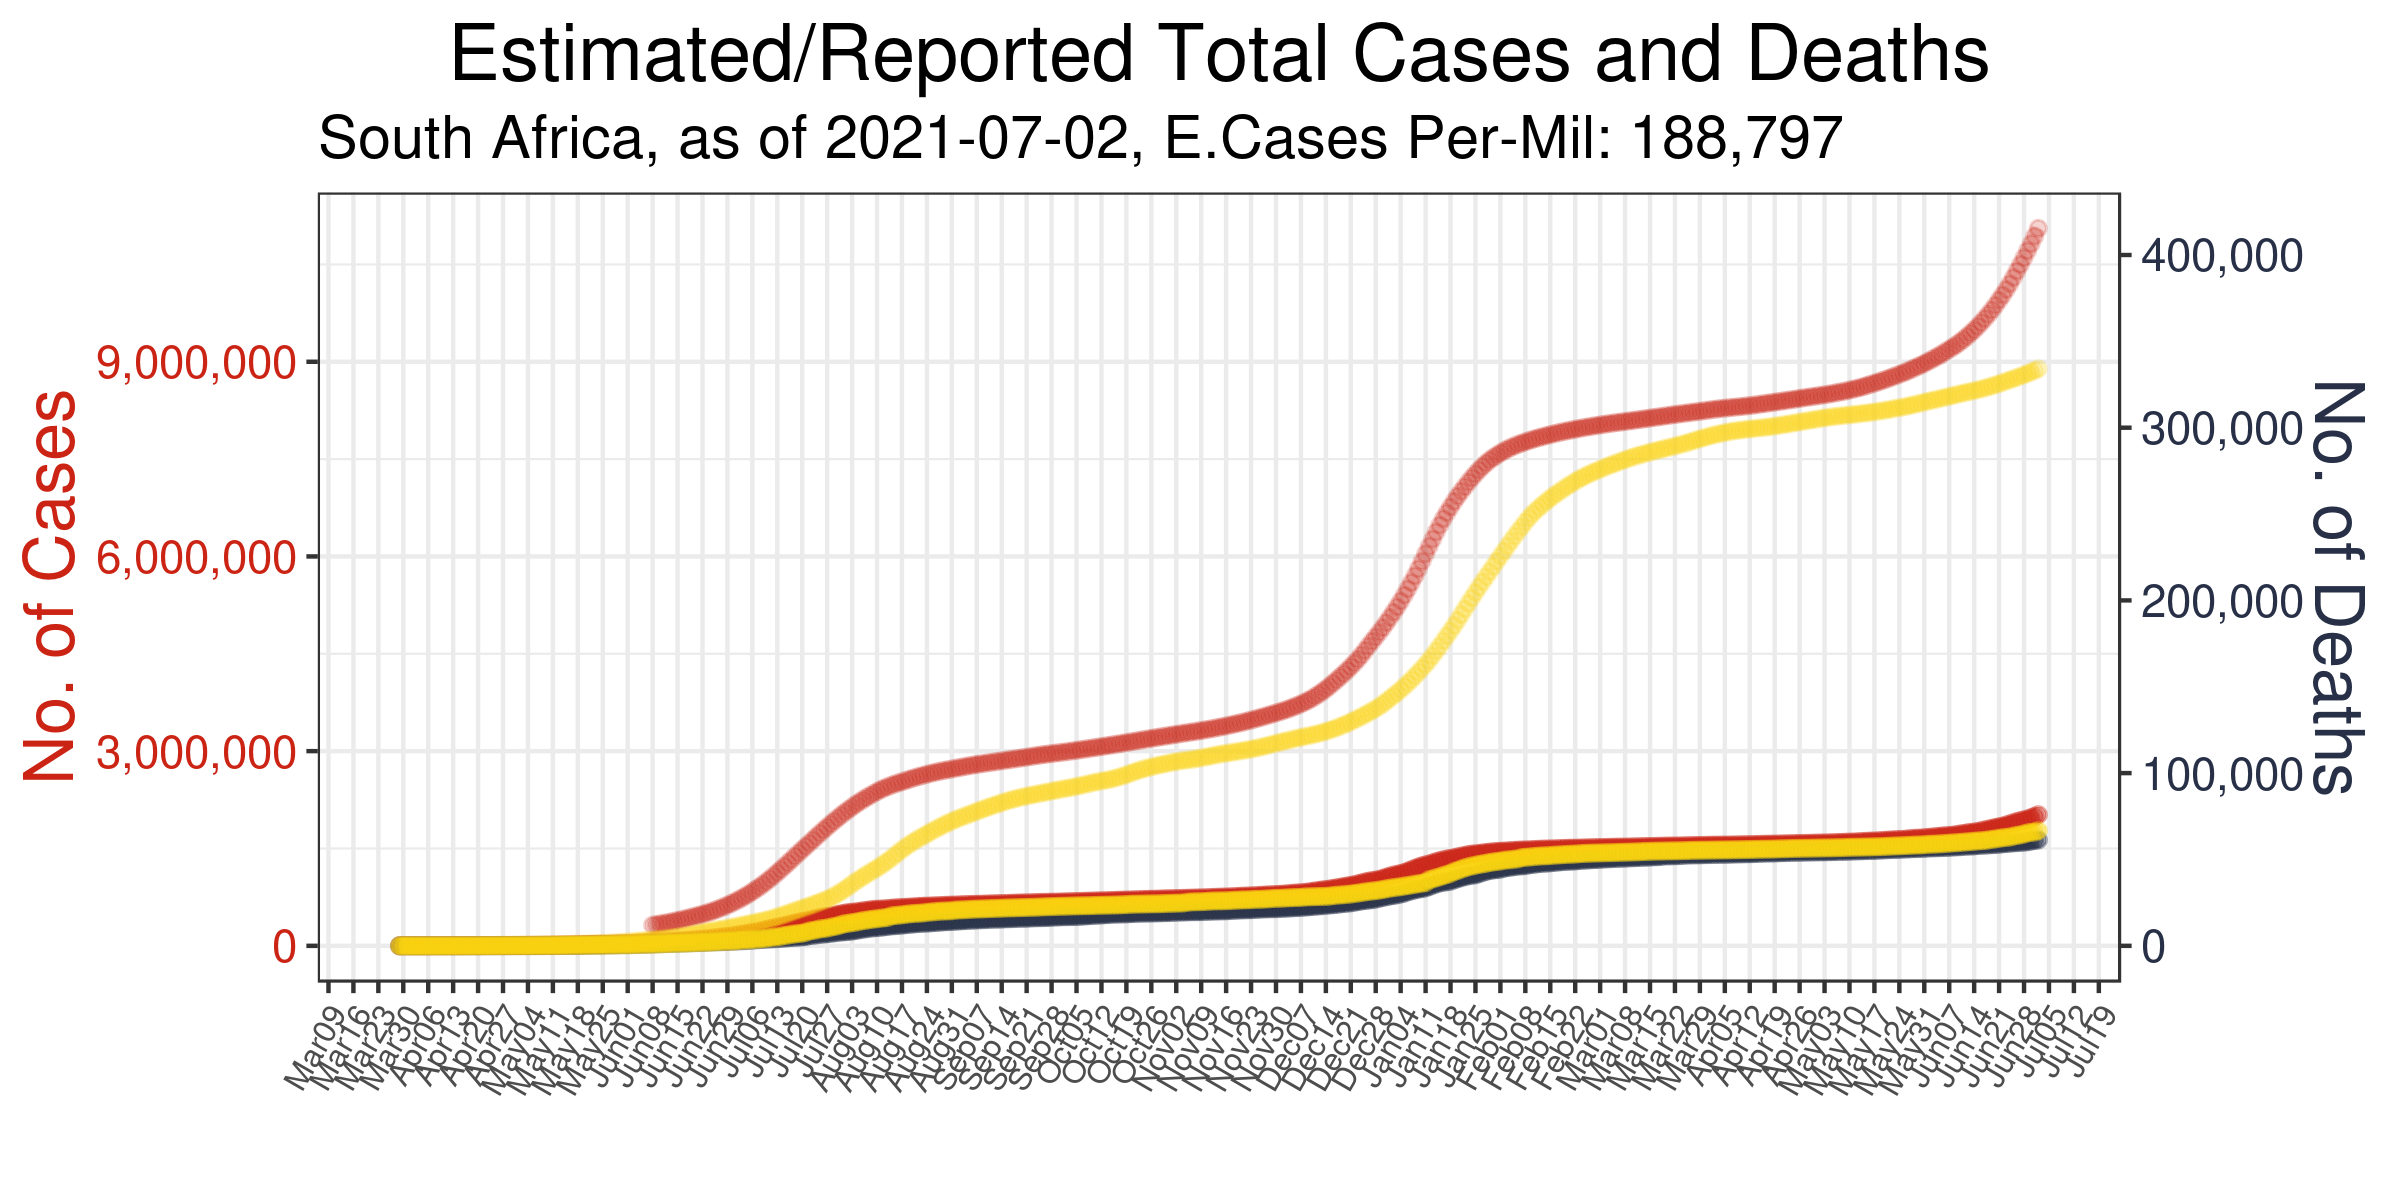 Estimated/Reported Total Cases and Deaths
South Africa, as of 2021-07-02, E.Cases Per-Mil: 188,797
No. of Cases
9,000,000
6,000,000
3,000,000
0
400,000
300,000
200,000
100,000
0
No. of Deaths
Mar09
Mar16
Mar23
Mar30
Apr06
Apr13
Apr20
Apr27
May04
May11
May18
May25
Jun01
Jun08
Jun15
Jun22
Jun29
Jul06
Jul13
Jul20
Jul27
Aug03
Aug10
Aug17
Aug24
Aug31
Sep07
Sep14
Sep21
Sep28
Oct05
Oct12
Oct19
Oct26
Nov02
Nov09
Nov16
Nov23
Nov30
Dec07
Dec14
Dec21
Dec28
Jan04
Jan11
Jan18
Jan25
Feb01
Feb08
Feb15
Feb22
Mar01
Mar08
Mar15
Mar22
Mar29
Apr05
Apr12
Apr19
Apr26
May03
May10
May17
May24
May31
Jun07
Jun14
Jun21
Jun28
Jul05
Jul12
Jul19